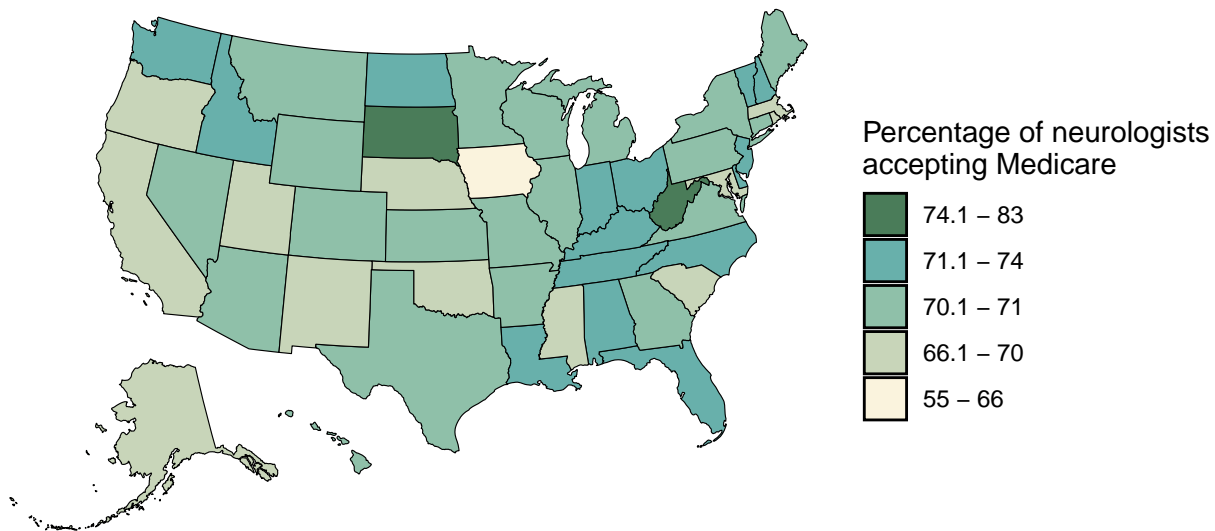 Percentage of neurologists
accepting Medicare
74.1 – 83
71.1 – 74
70.1 – 71
66.1 – 70
55 – 66